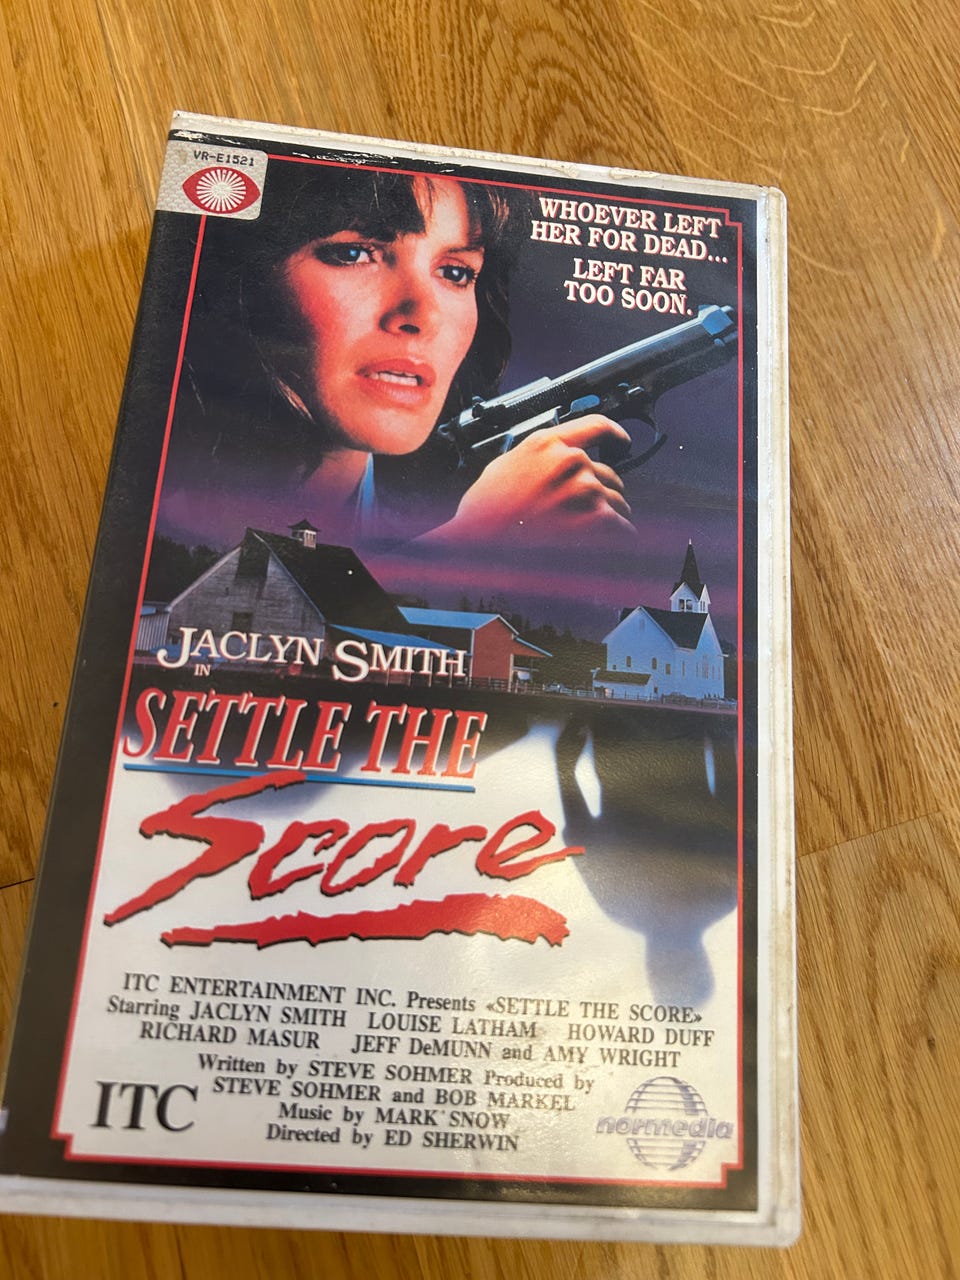 VR-E1521
WHOEVER LEFT
HER FOR DEAD...
LEFT FAR
TOO SOON.
JACLYN SMITH
IN
SETTLE THE
Score
ITC ENTERTAINMENT INC. Presents «SETTLE THE SCORE»
Starring JACLYN SMITH LOUISE LATHAM HOWARD DUFF
RICHARD MASUR JEFF DeMUNN and AMY WRIGHT
Written by STEVE SOHMER Produced by
STEVE SOHMER and BOB MARKEL
Music by MARK SNOW
Directed by ED SHERWIN
ITC
normedia